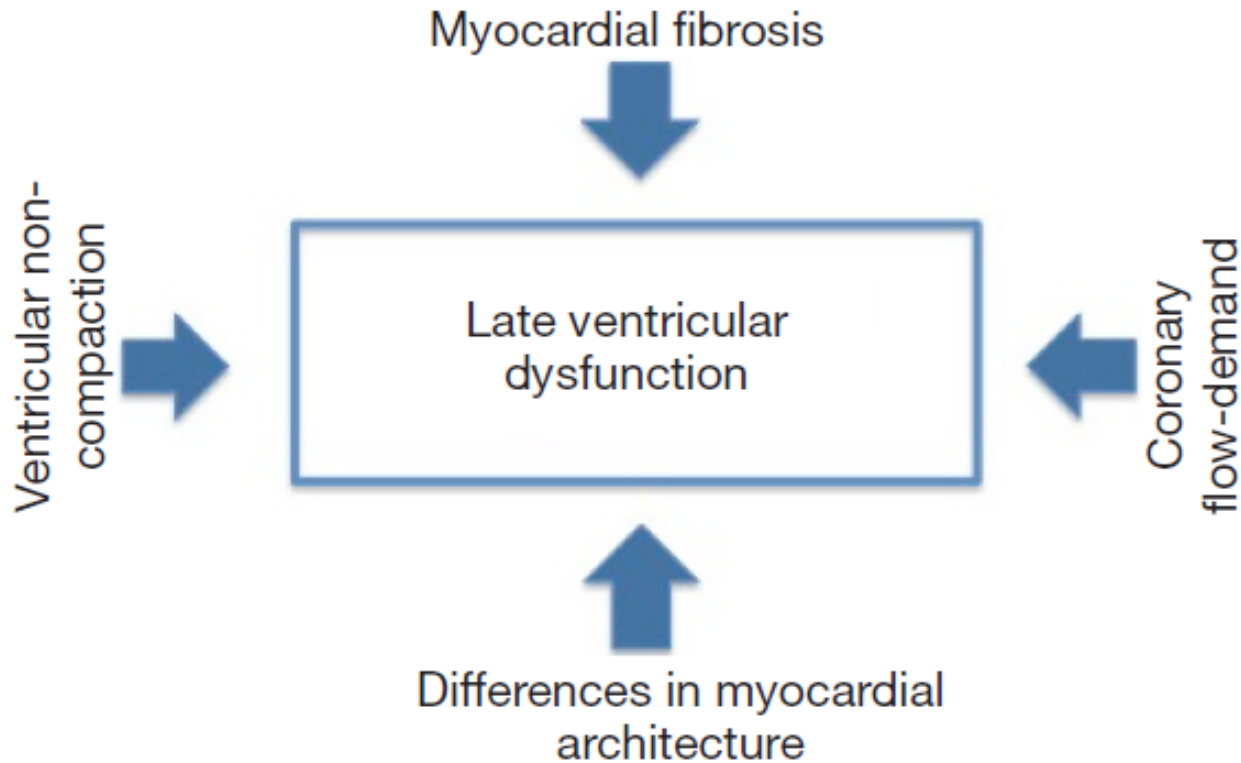 Myocardial fibrosis
Ventricular non-
compaction
Late ventricular
dysfunction
Coronary
flow-demand
Differences in myocardial
architecture